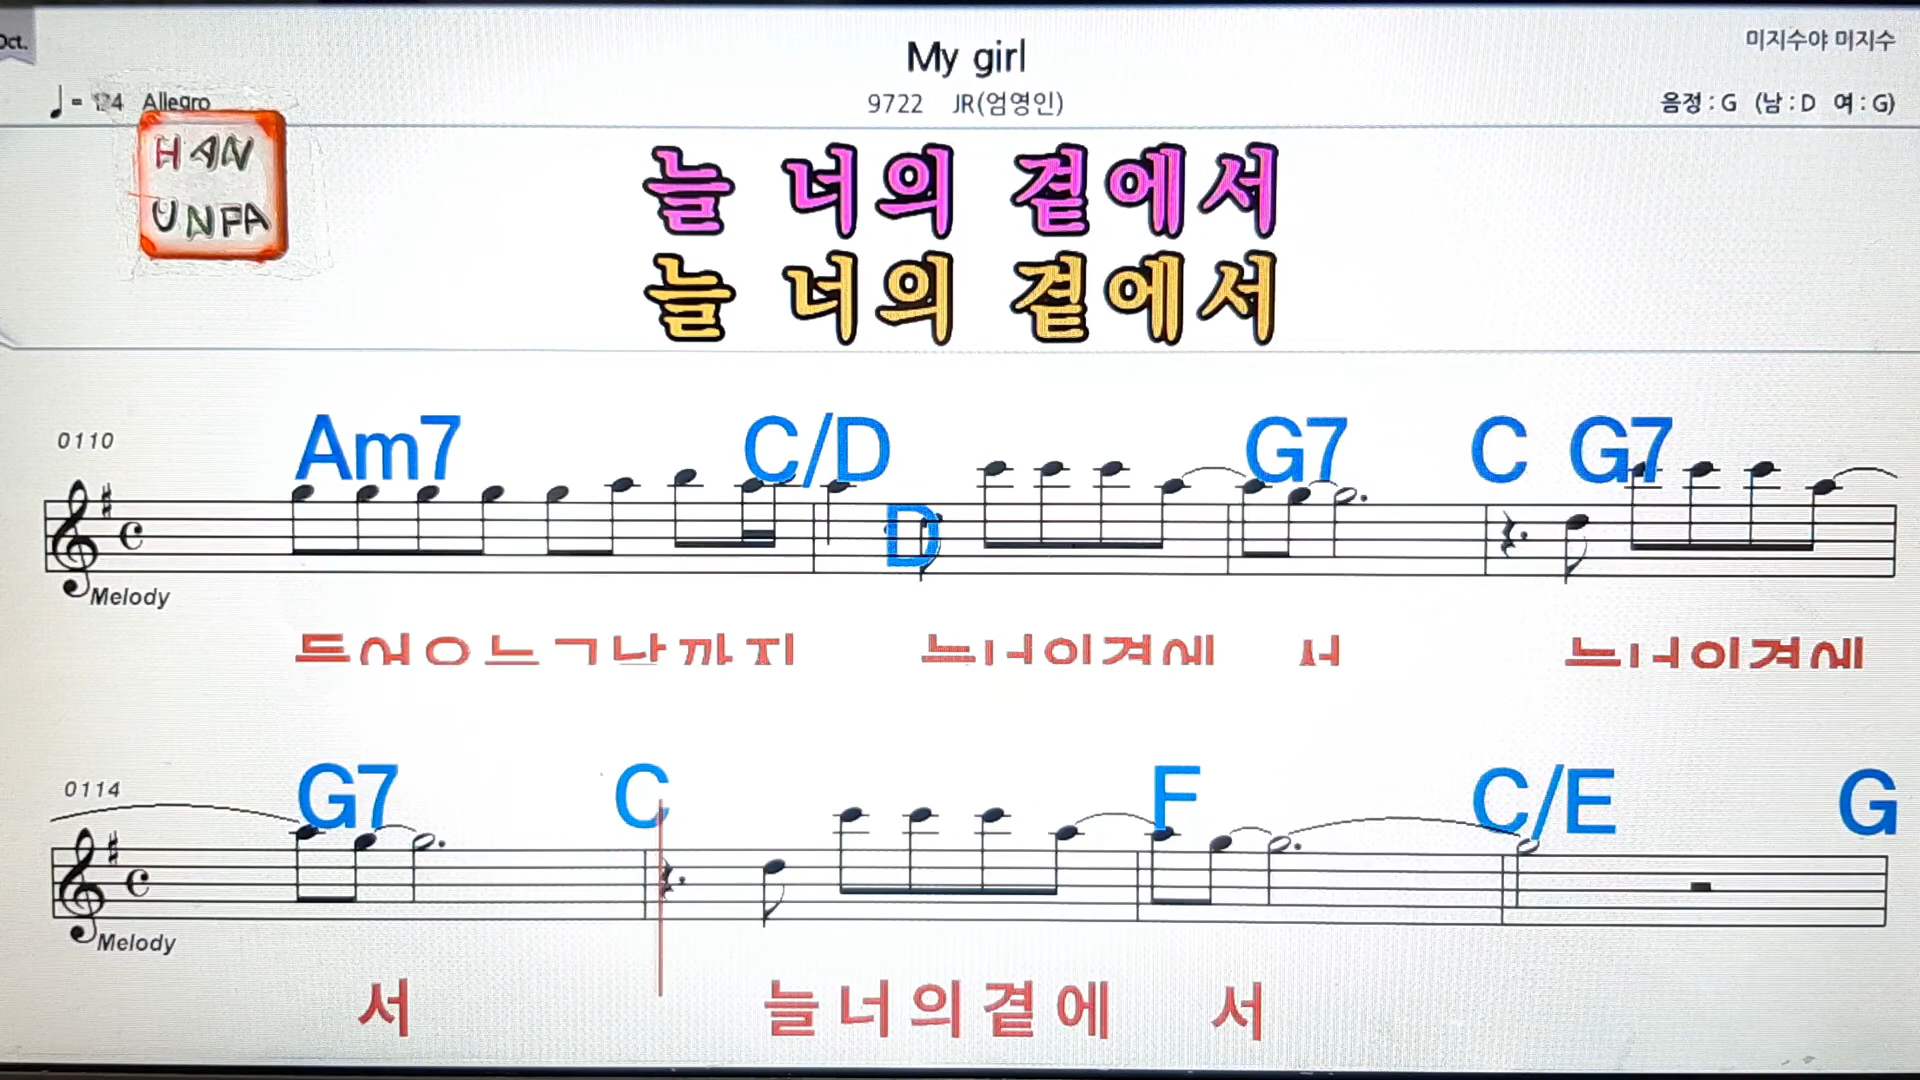 Oct.
My girl
미지수야 미지수
Allegro
9722 JR(엄영인)
음정 : G (남 : D 여 : G)
HAN
UNFA
늘 너의 곁에서
늘 너의 곁에서
0110
Am7 C/D D G7 C G7
Melody
0114
G7 C F C/E G
Melody
서 늘너의곁에 서